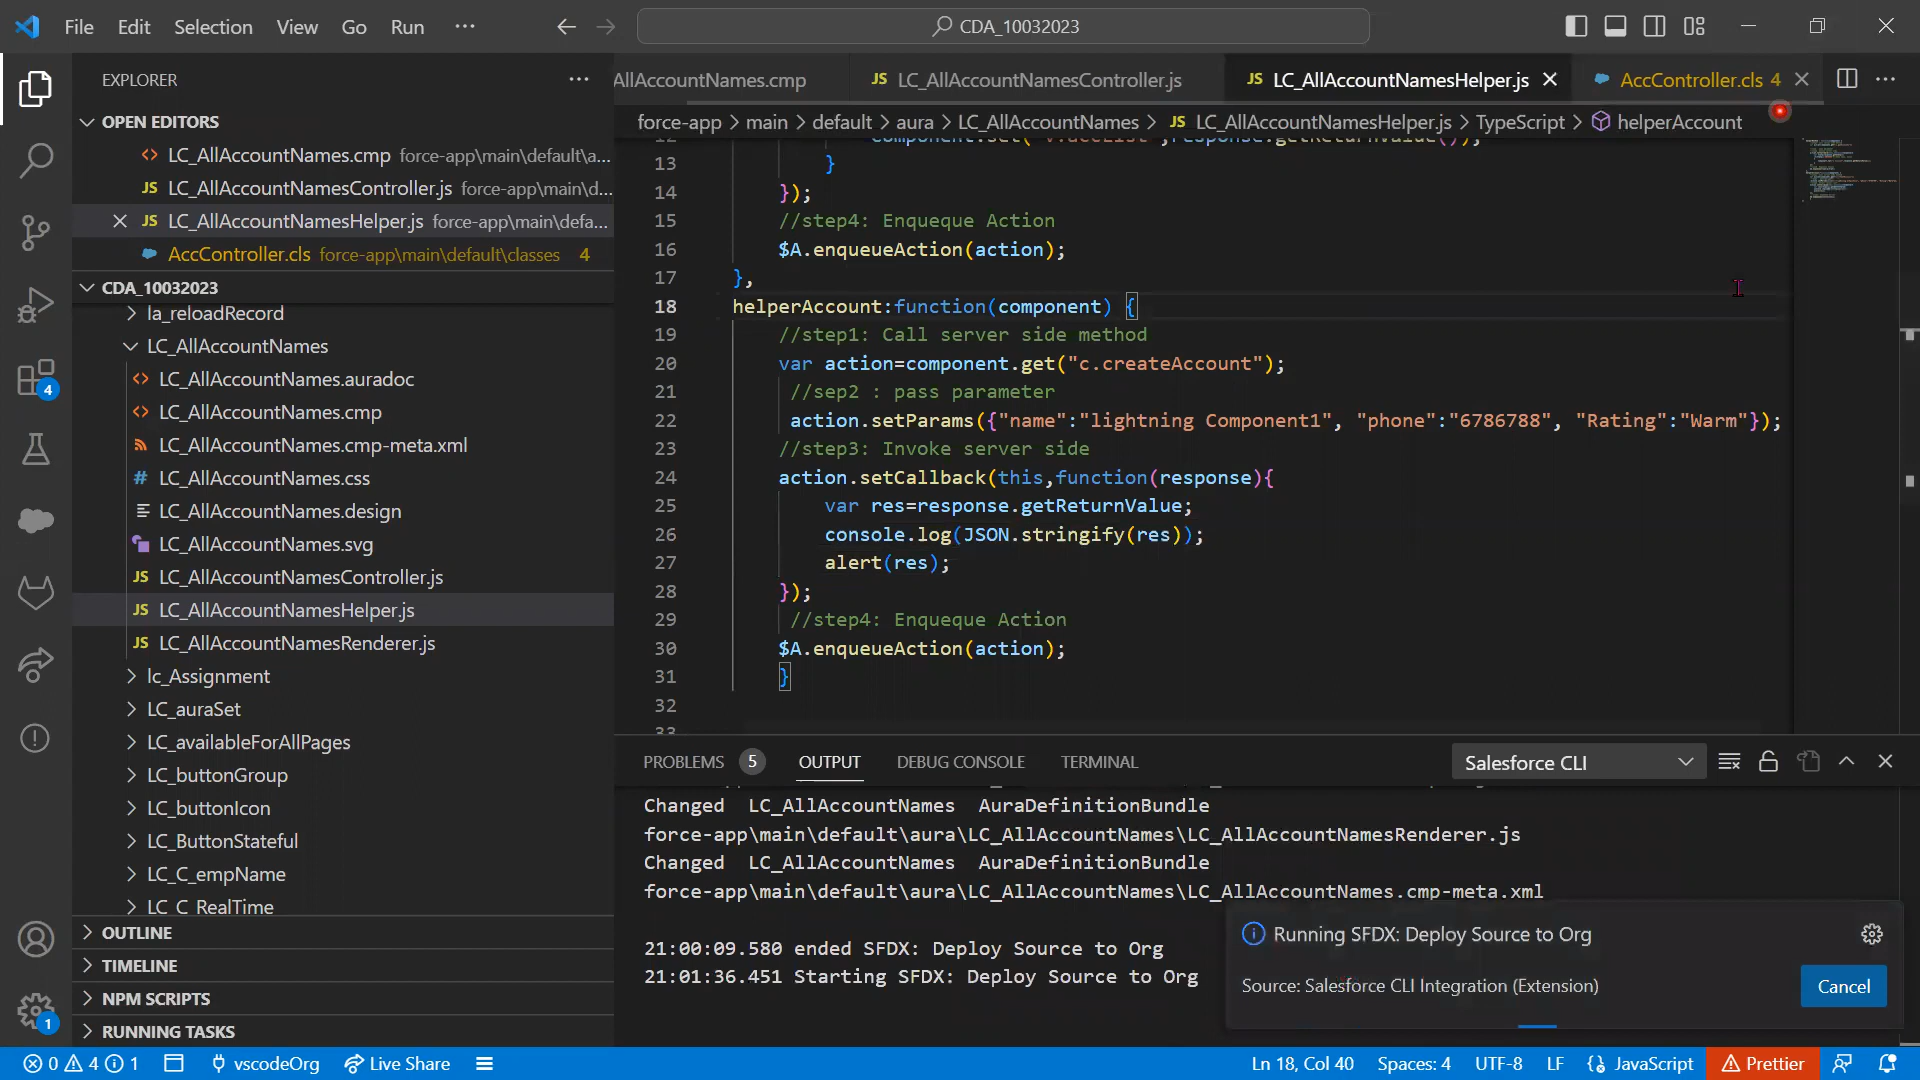 File Edit Selection View Go Run ···
CDA_10032023
EXPLORER
OPEN EDITORS
LC_AllAccountNames.cmp force-app\main\default\a...
LC_AllAccountNamesController.js force-app\main\d...
LC_AllAccountNamesHelper.js force-app\main\defa...
AccController.cls force-app\main\default\classes 4
CDA_10032023
la_reloadRecord
LC_AllAccountNames
LC_AllAccountNames.auradoc
LC_AllAccountNames.cmp
LC_AllAccountNames.cmp-meta.xml
LC_AllAccountNames.css
LC_AllAccountNames.design
LC_AllAccountNames.svg
JS LC_AllAccountNamesController.js
JS LC_AllAccountNamesHelper.js
JS LC_AllAccountNamesRenderer.js
lc_Assignment
LC_auraSet
LC_availableForAllPages
LC_buttonGroup
LC_buttonIcon
LC_ButtonStateful
LC_C_empName
LC_C_RealTime
OUTLINE
TIMELINE
NPM SCRIPTS
RUNNING TASKS
4
1
AllAccountNames.cmp JS LC_AllAccountNamesController.js JS LC_AllAccountNamesHelper.js AccController.cls 4
force-app > main > default > aura > LC_AllAccountNames > JS LC_AllAccountNamesHelper.js > TypeScript > helperAccount
13 }
14 });
15 //step4: Enqueque Action
16 $A.enqueueAction(action);
17 },
18 helperAccount:function(component) {
19 //step1: Call server side method
20 var action=component.get("c.createAccount");
21 //sep2 : pass parameter
22 action.setParams({"name":"lightning Component1", "phone":"6786788", "Rating":"Warm"});
23 //step3: Invoke server side
24 action.setCallback(this,function(response){
25 var res=response.getReturnValue;
26 console.log(JSON.stringify(res));
27 alert(res);
28 });
29 //step4: Enqueque Action
30 $A.enqueueAction(action);
31 }
32
PROBLEMS 5 OUTPUT DEBUG CONSOLE TERMINAL Salesforce CLI
Changed LC_AllAccountNames AuraDefinitionBundle
force-app\main\default\aura\LC_AllAccountNames\LC_AllAccountNamesRenderer.js
Changed LC_AllAccountNames AuraDefinitionBundle
force-app\main\default\aura\LC_AllAccountNames\LC_AllAccountNames.cmp-meta.xml
21:00:09.580 ended SFDX: Deploy Source to Org
21:01:36.451 Starting SFDX: Deploy Source to Org
Running SFDX: Deploy Source to Org
Source: Salesforce CLI Integration (Extension)
Cancel
0 4 1 vscodeOrg Live Share Ln 18, Col 40 Spaces: 4 UTF-8 LF JavaScript Prettier